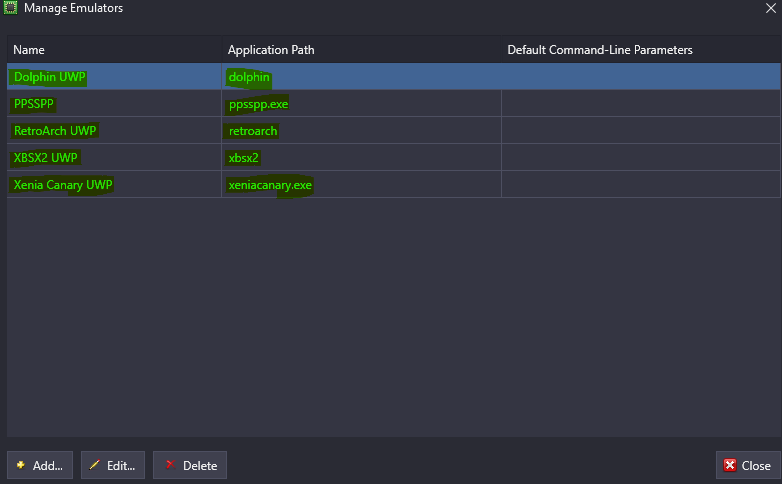 Manage Emulators
Name Application Path Default Command-Line Parameters
Dolphin UWP dolphin
PPSSPP ppsspp.exe
RetroArch UWP retroarch
XBSX2 UWP xbsx2
Xenia Canary UWP xeniacanary.exe
Add... Edit... Delete Close